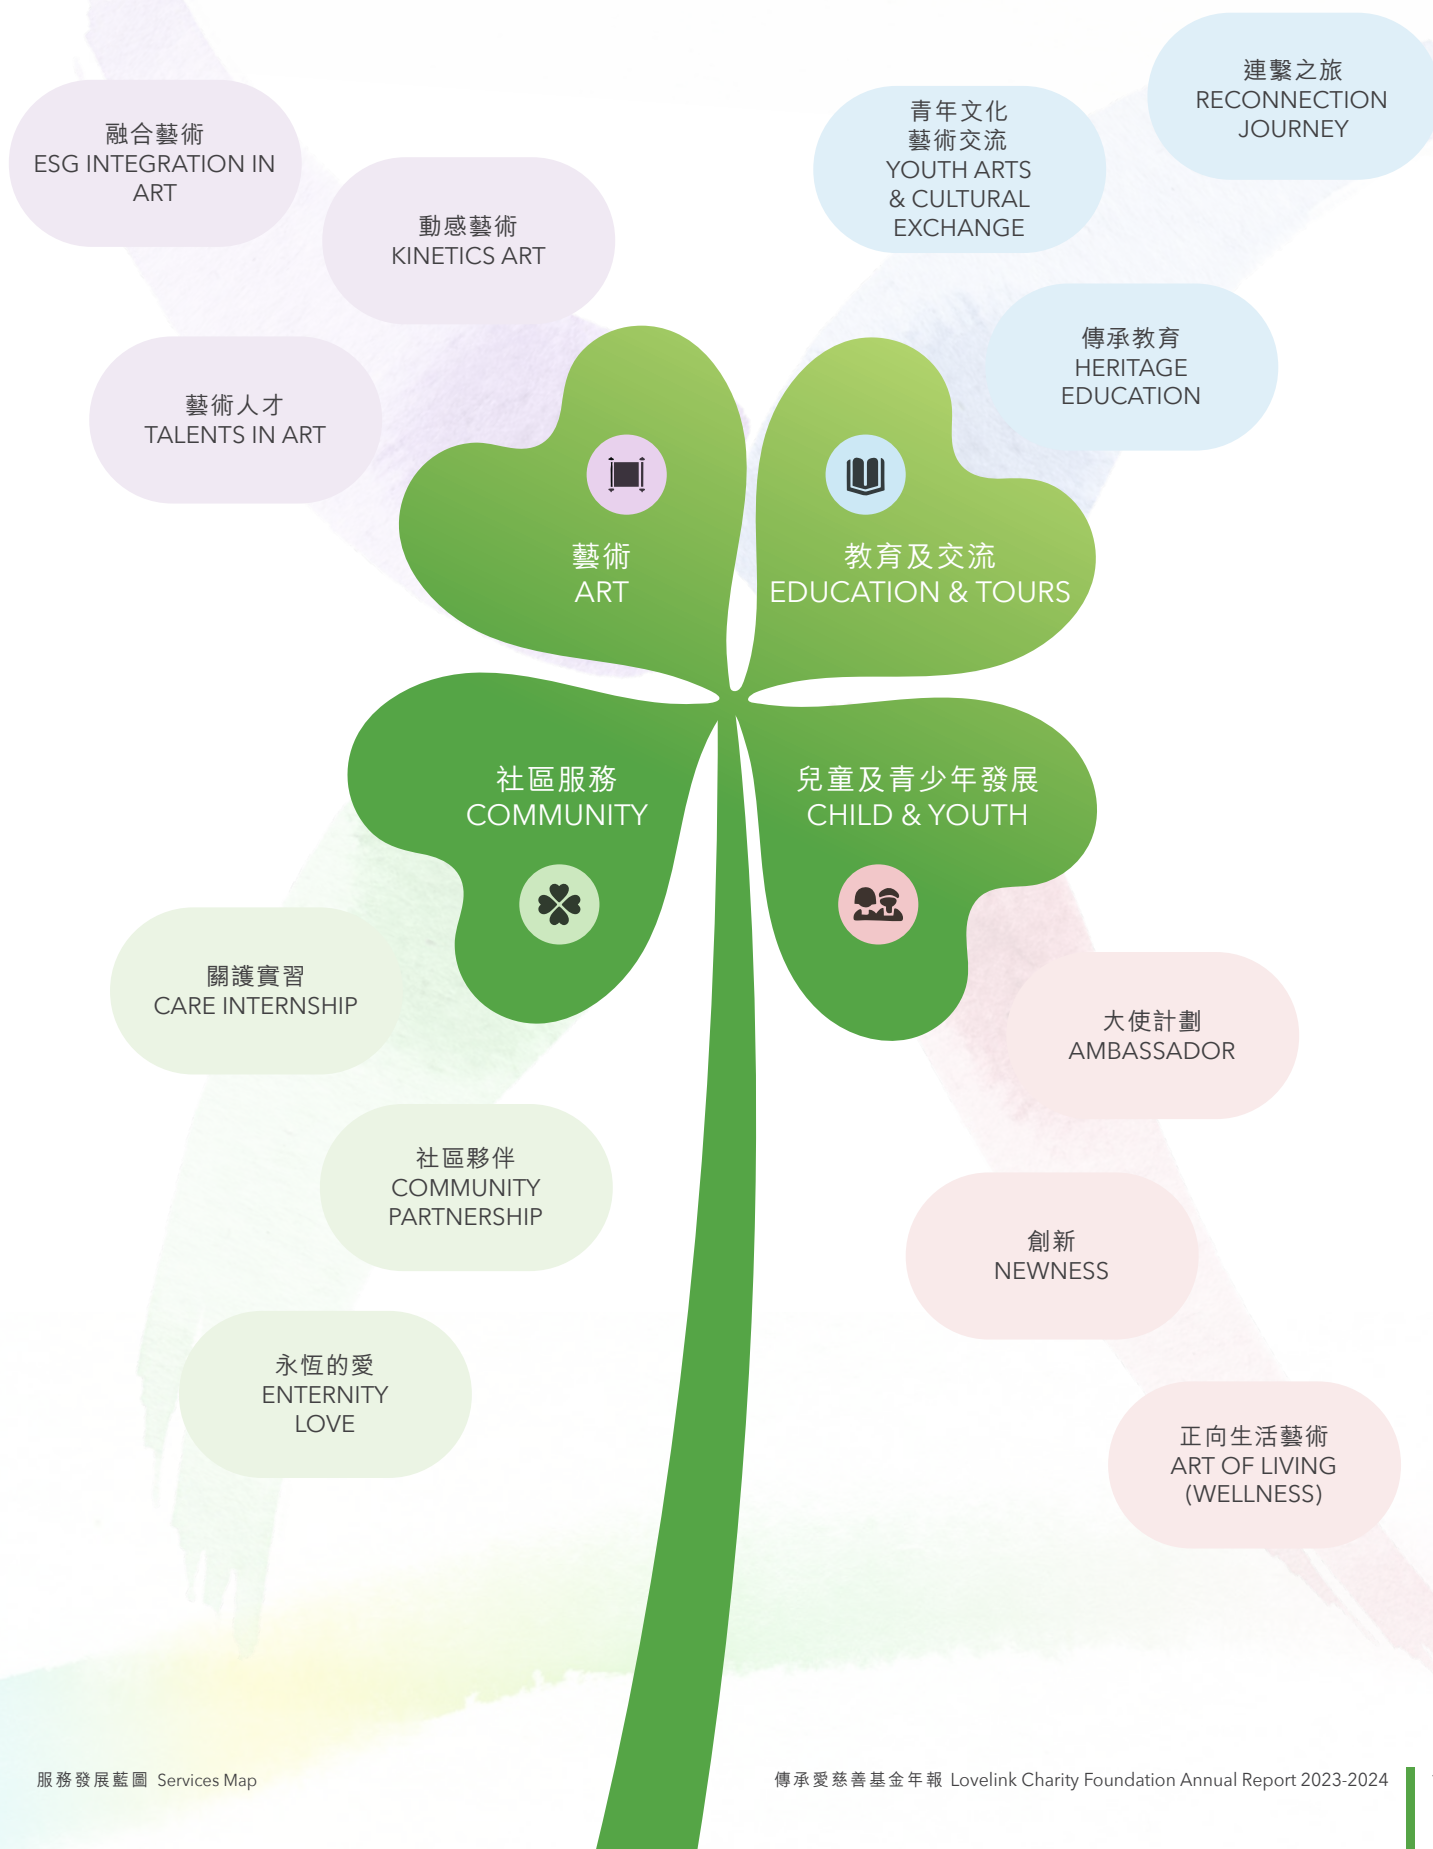 融合藝術
ESG INTEGRATION IN
ART
動感藝術
KINETICS ART
藝術人才
TALENTS IN ART
青年文化
藝術交流
YOUTH ARTS
& CULTURAL
EXCHANGE
連繫之旅
RECONNECTION
JOURNEY
傳承教育
HERITAGE
EDUCATION
藝術
ART
教育及交流
EDUCATION & TOURS
社區服務
COMMUNITY
兒童及青少年發展
CHILD & YOUTH
關護實習
CARE INTERNSHIP
社區夥伴
COMMUNITY
PARTNERSHIP
永恆的愛
ENTERNITY
LOVE
大使計劃
AMBASSADOR
創新
NEWNESS
正向生活藝術
ART OF LIVING
(WELLNESS)
服務發展藍圖 Services Map
傳承愛慈善基金年報 Lovelink Charity Foundation Annual Report 2023-2024